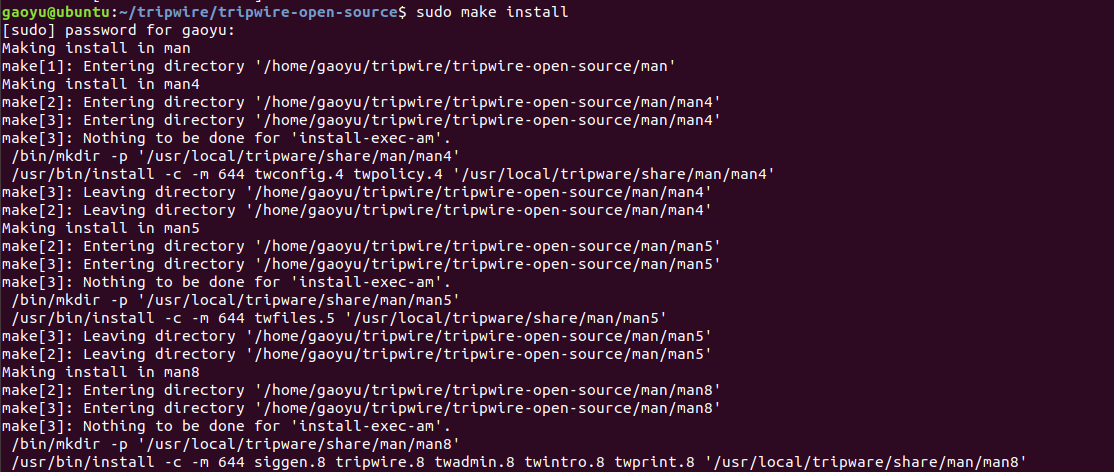 gaoyu@ubuntu:~/tripwire/tripwire-open-source$ sudo make install
[sudo] password for gaoyu:
Making install in man
make[1]: Entering directory '/home/gaoyu/tripwire/tripwire-open-source/man'
Making install in man4
make[2]: Entering directory '/home/gaoyu/tripwire/tripwire-open-source/man/man4'
make[3]: Entering directory '/home/gaoyu/tripwire/tripwire-open-source/man/man4'
make[3]: Nothing to be done for 'install-exec-am'.
 /bin/mkdir -p '/usr/local/tripware/share/man/man4'
 /usr/bin/install -c -m 644 twconfig.4 twpolicy.4 '/usr/local/tripware/share/man/man4'
make[3]: Leaving directory '/home/gaoyu/tripwire/tripwire-open-source/man/man4'
make[2]: Leaving directory '/home/gaoyu/tripwire/tripwire-open-source/man/man4'
Making install in man5
make[2]: Entering directory '/home/gaoyu/tripwire/tripwire-open-source/man/man5'
make[3]: Entering directory '/home/gaoyu/tripwire/tripwire-open-source/man/man5'
make[3]: Nothing to be done for 'install-exec-am'.
 /bin/mkdir -p '/usr/local/tripware/share/man/man5'
 /usr/bin/install -c -m 644 twfiles.5 '/usr/local/tripware/share/man/man5'
make[3]: Leaving directory '/home/gaoyu/tripwire/tripwire-open-source/man/man5'
make[2]: Leaving directory '/home/gaoyu/tripwire/tripwire-open-source/man/man5'
Making install in man8
make[2]: Entering directory '/home/gaoyu/tripwire/tripwire-open-source/man/man8'
make[3]: Entering directory '/home/gaoyu/tripwire/tripwire-open-source/man/man8'
make[3]: Nothing to be done for 'install-exec-am'.
 /bin/mkdir -p '/usr/local/tripware/share/man/man8'
 /usr/bin/install -c -m 644 siggen.8 tripwire.8 twadmin.8 twintro.8 twprint.8 '/usr/local/tripware/share/man/man8'